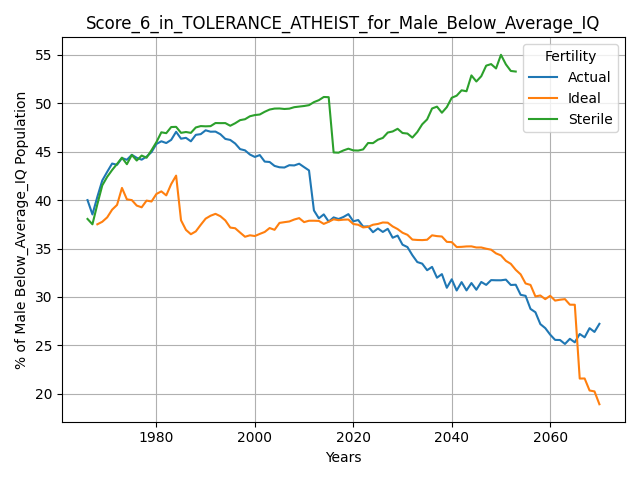 Score_6_in_TOLERANCE_ATHEIST_for_Male_Below_Average_IQ
% of Male Below_Average_IQ Population
55
50
45
40
35
30
25
20
1980
2000
2020
2040
2060
Years
Fertility
Actual
Ideal
Sterile